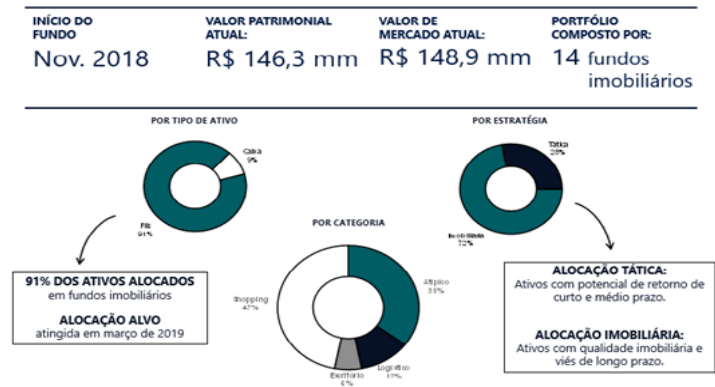 INÍCIO DO
FUNDO
Nov. 2018
VALOR PATRIMONIAL
ATUAL:
R$ 146,3 mm
VALOR DE
MERCADO ATUAL:
R$ 148,9 mm
PORTFÓLIO
COMPOSTO POR:
14 fundos
imobiliários
POR TIPO DE ATIVO
Caixa
9%
FIIs
91%
POR ESTRATÉGIA
Tática
28%
Imobiliária
72%
POR CATEGORIA
Shopping
47%
Atípico
35%
Logístico
12%
Escritório
6%
91% DOS ATIVOS ALOCADOS
em fundos imobiliários
ALOCAÇÃO ALVO
atingida em março de 2019
ALOCAÇÃO TÁTICA:
Ativos com potencial de retorno de
curto e médio prazo.
ALOCAÇÃO IMOBILIÁRIA:
Ativos com qualidade imobiliária e
viés de longo prazo.